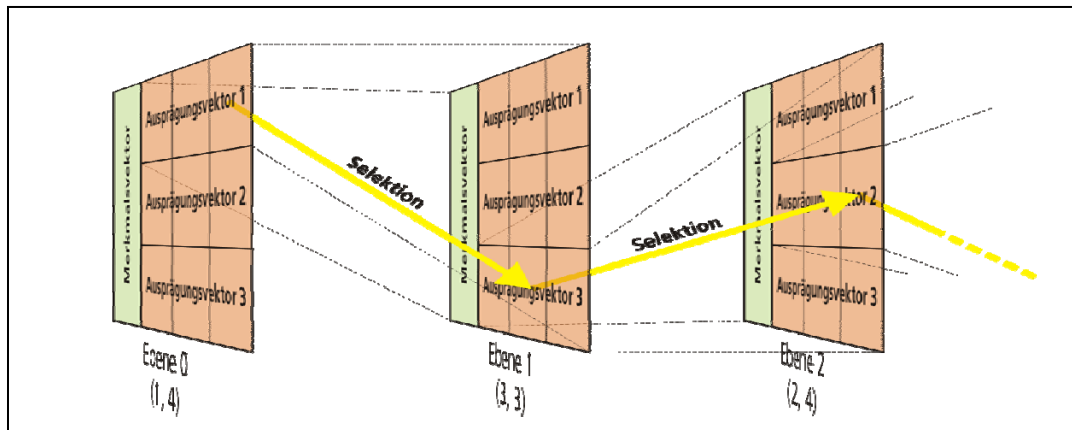 Merkmalsvektor
Ausprägungsvektor 1
Ausprägungsvektor 2
Ausprägungsvektor 3
Ebene 0
(1, 4)
Selektion
Merkmalsvektor
Ausprägungsvektor 1
Ausprägungsvektor 2
Ausprägungsvektor 3
Ebene 1
(3, 3)
Selektion
Merkmalsvektor
Ausprägungsvektor 1
Ausprägungsvektor 2
Ausprägungsvektor 3
Ebene 2
(2, 4)